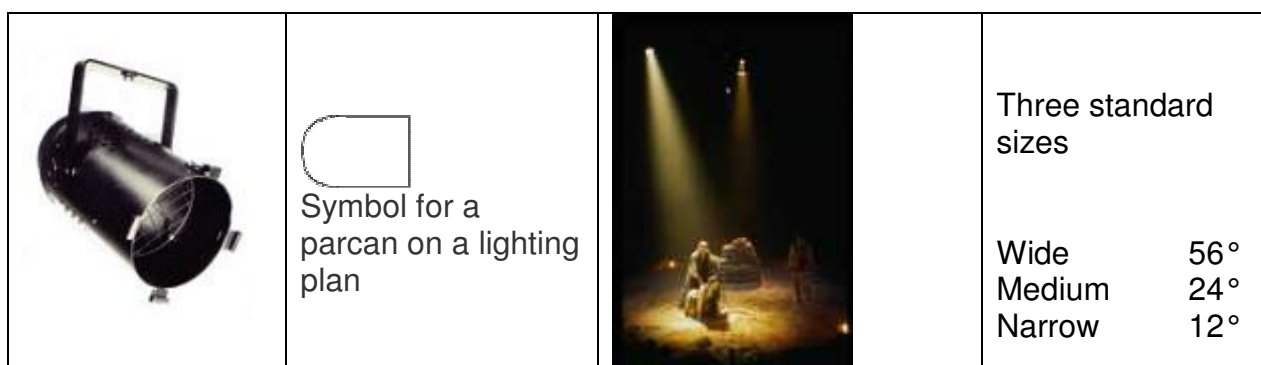 Symbol for a
parcan on a lighting
plan
Three standard
sizes
Wide 56°
Medium 24°
Narrow 12°